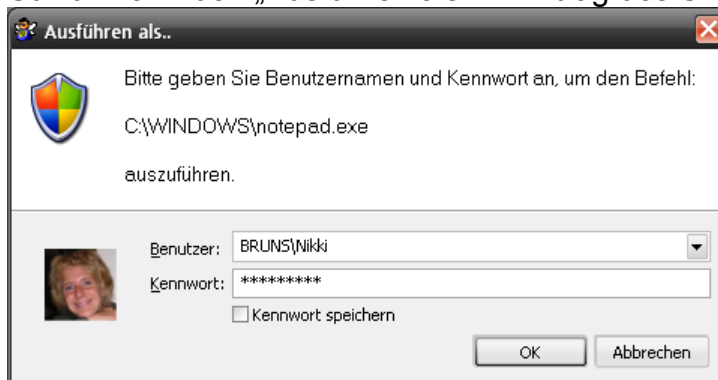 Ausführen als..
Bitte geben Sie Benutzernamen und Kennwort an, um den Befehl:
C:\WINDOWS\notepad.exe
auszuführen.
Benutzer: BRUNS\Nikki
Kennwort: *********
Kennwort speichern
OK Abbrechen